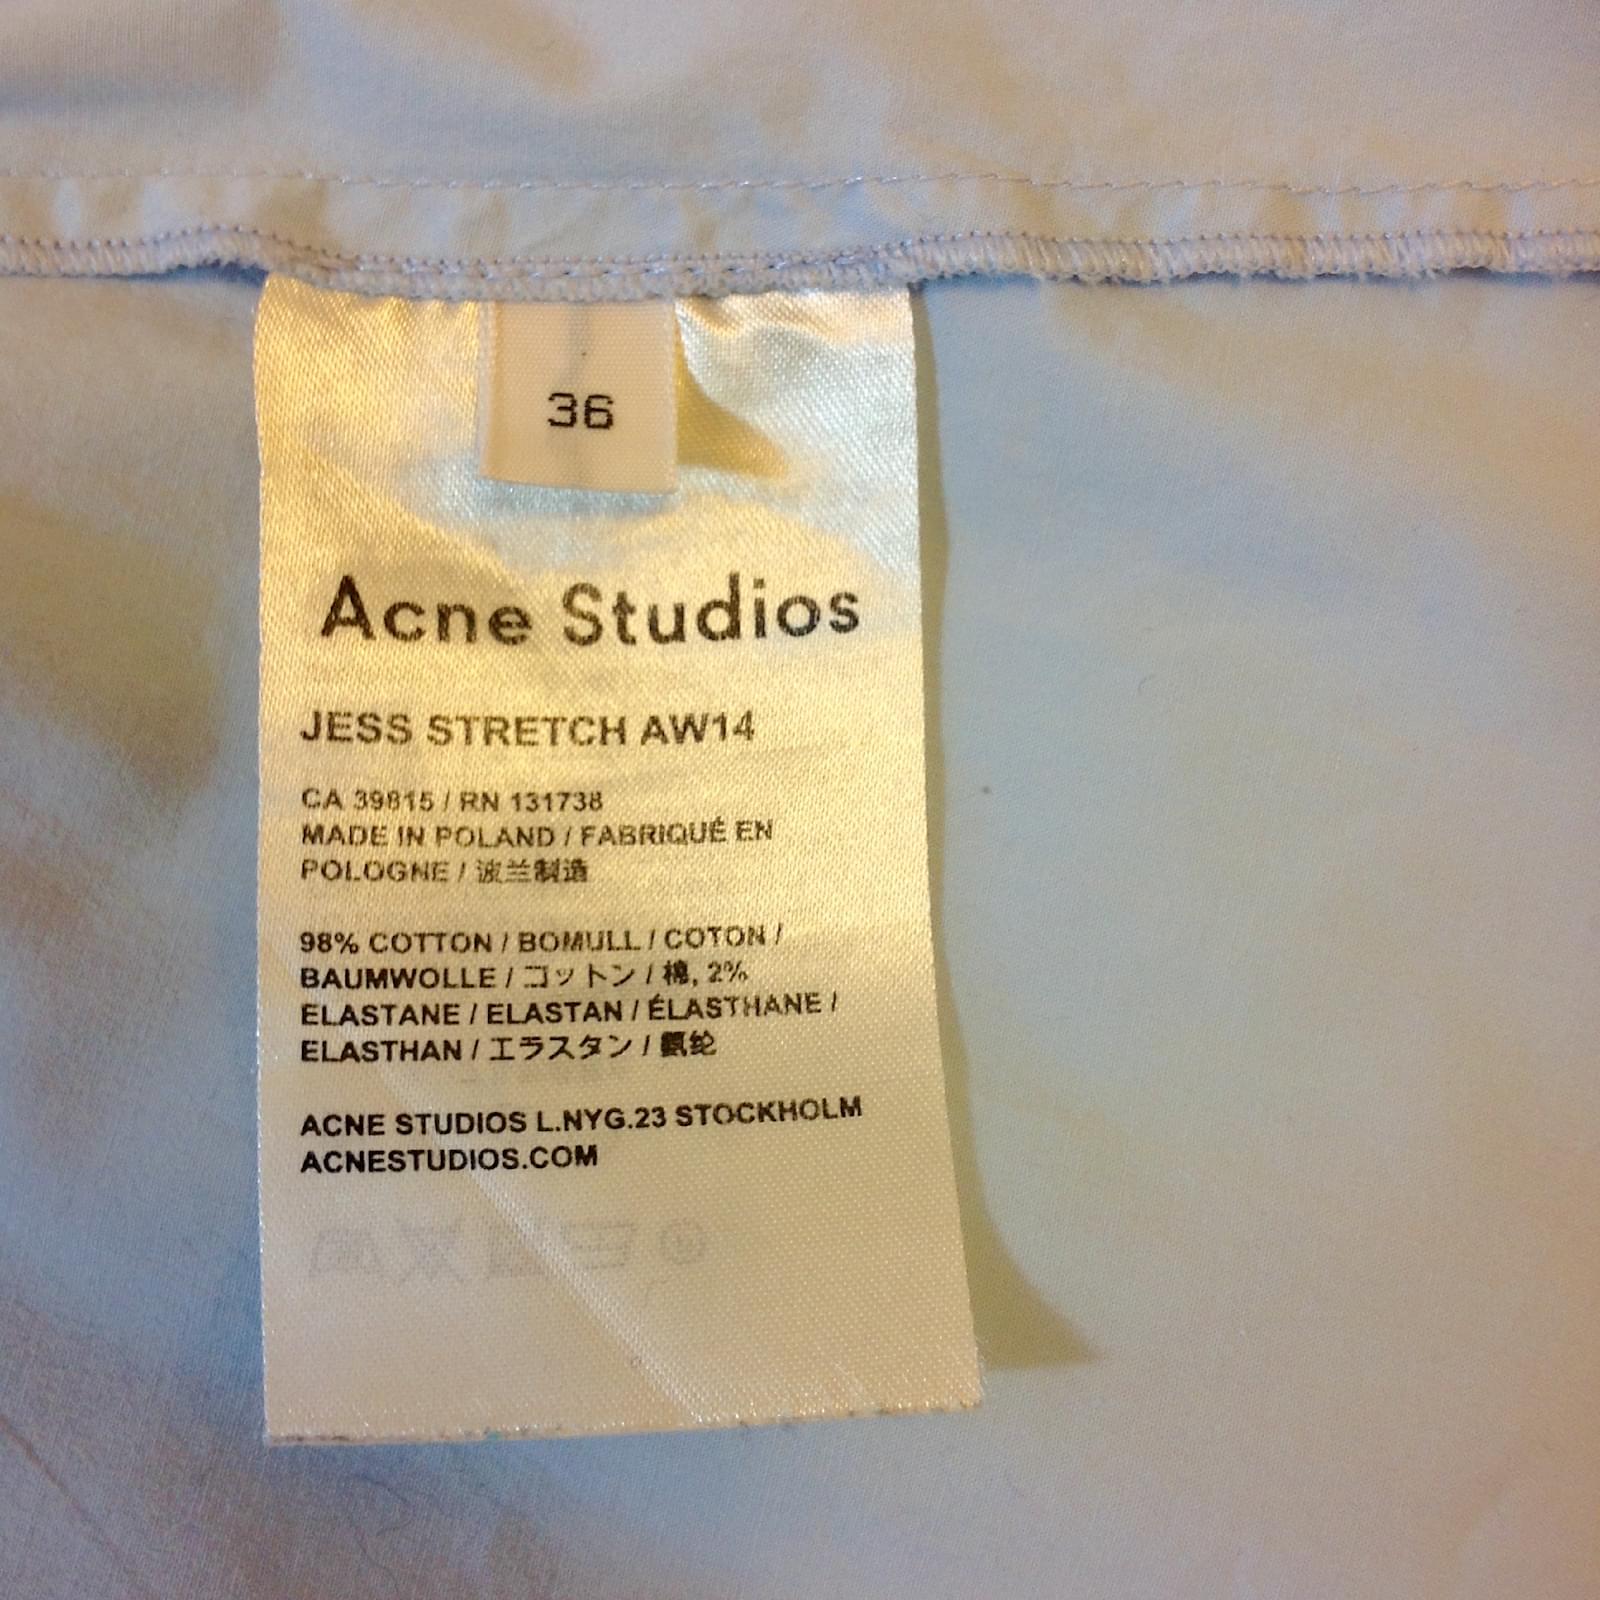 36
Acne Studios
JESS STRETCH AW14
CA 39815 / RN 131738
MADE IN POLAND / FABRIQUÉ EN
POLOGNE / 波兰制造
98% COTTON / BOMULL / COTON /
BAUMWOLLE / コットン / 棉, 2%
ELASTANE / ELASTAN / ÉLASTHANE /
ELASTHAN / エラスタン / 氨纶
ACNE STUDIOS L.NYG.23 STOCKHOLM
ACNESTUDIOS.COM